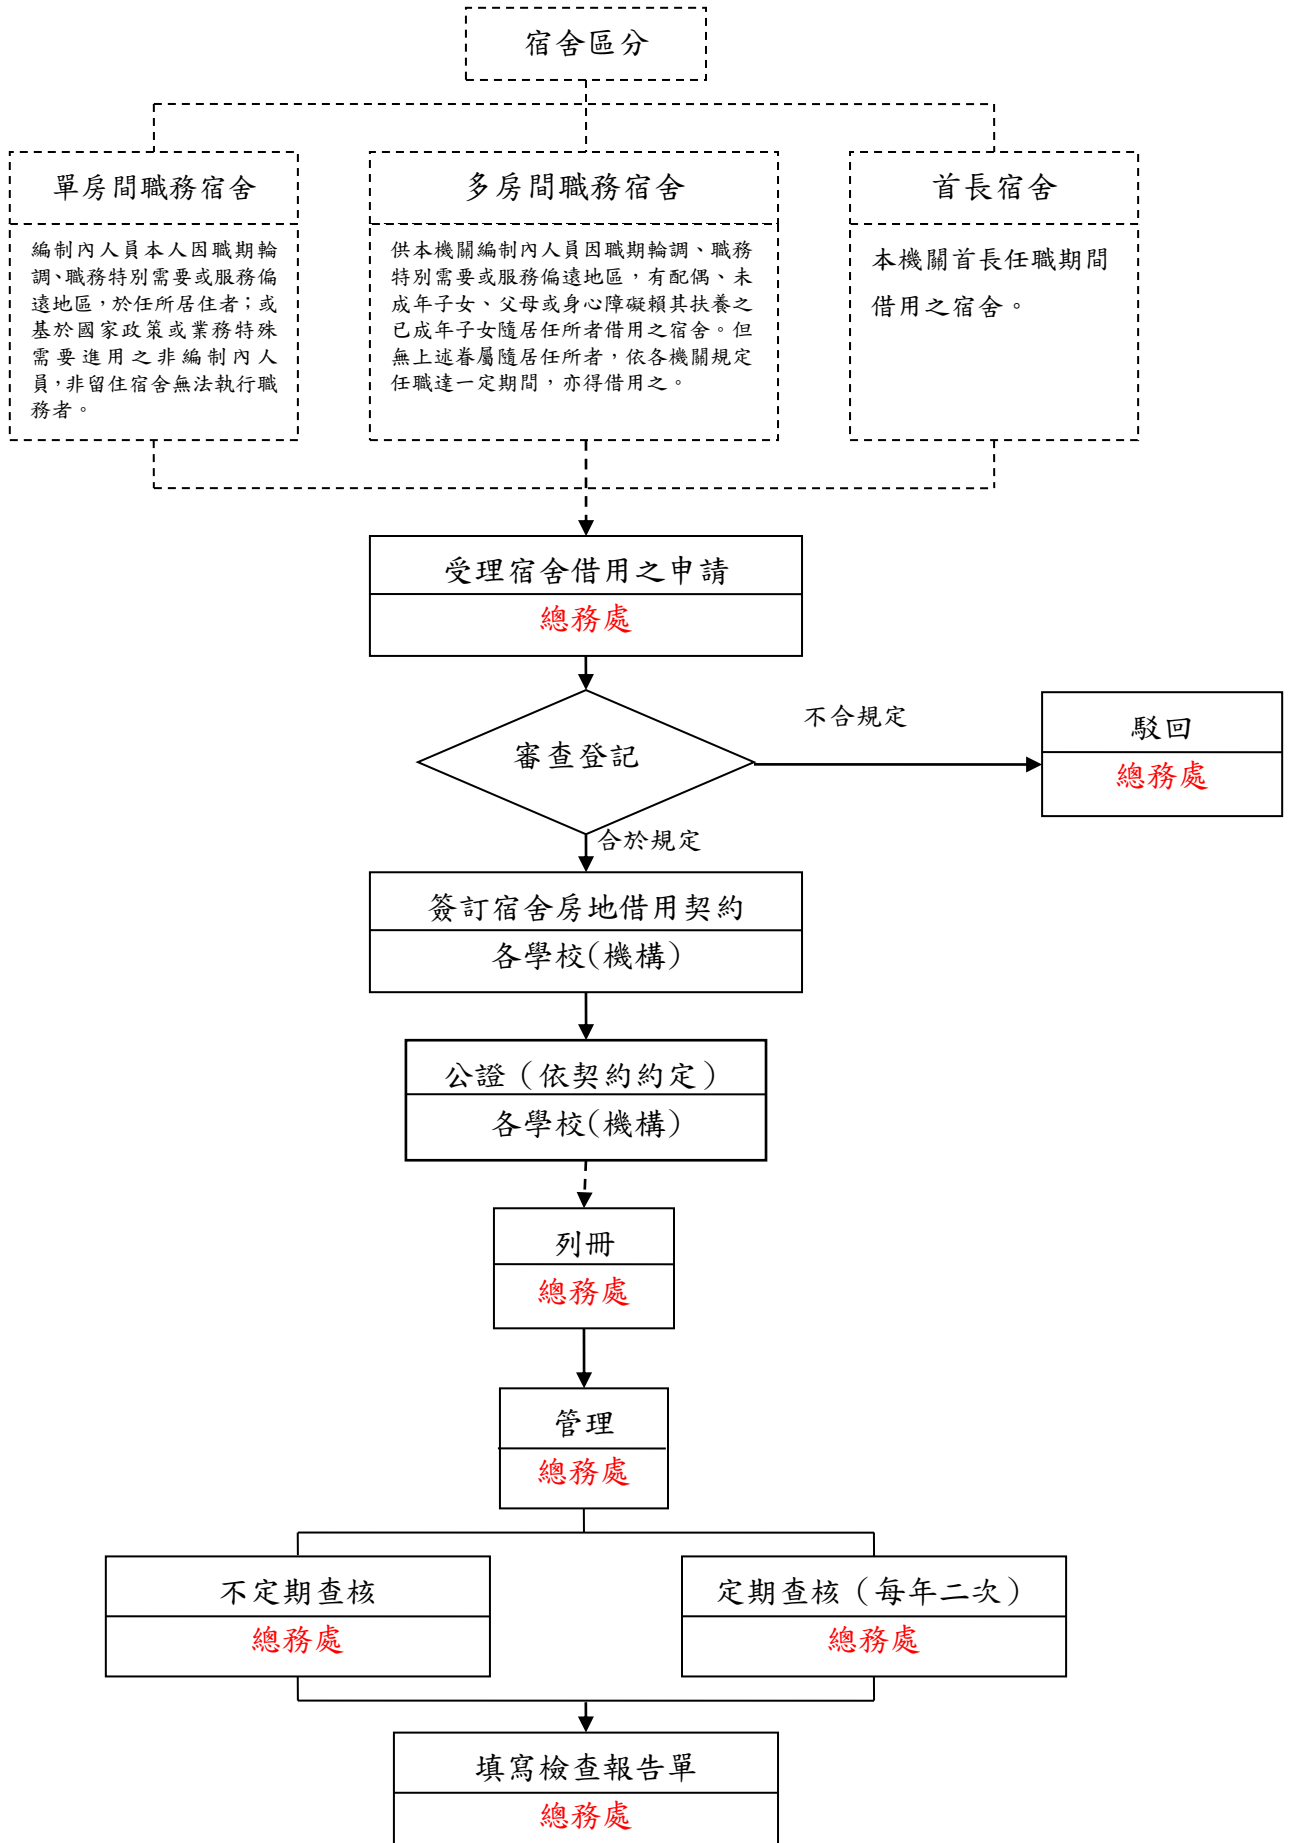 宿舍區分
單房間職務宿舍
編制內人員本人因職期輪
調、職務特別需要或服務偏
遠地區，於任所居住者；或
基於國家政策或業務特殊
需要進用之非編制內人
員，非留住宿舍無法執行職
務者。
多房間職務宿舍
供本機關編制內人員因職期輪調、職務
特別需要或服務偏遠地區，有配偶、未
成年子女、父母或身心障礙賴其扶養之
已成年子女隨居任所者借用之宿舍。但
無上述眷屬隨居任所者，依各機關規定
任職達一定期間，亦得借用之。
首長宿舍
本機關首長任職期間
借用之宿舍。
受理宿舍借用之申請
總務處
審查登記
不合規定
駁回
總務處
合於規定
簽訂宿舍房地借用契約
各學校(機構)
公證（依契約約定）
各學校(機構)
列冊
總務處
管理
總務處
不定期查核
總務處
定期查核（每年二次）
總務處
填寫檢查報告單
總務處